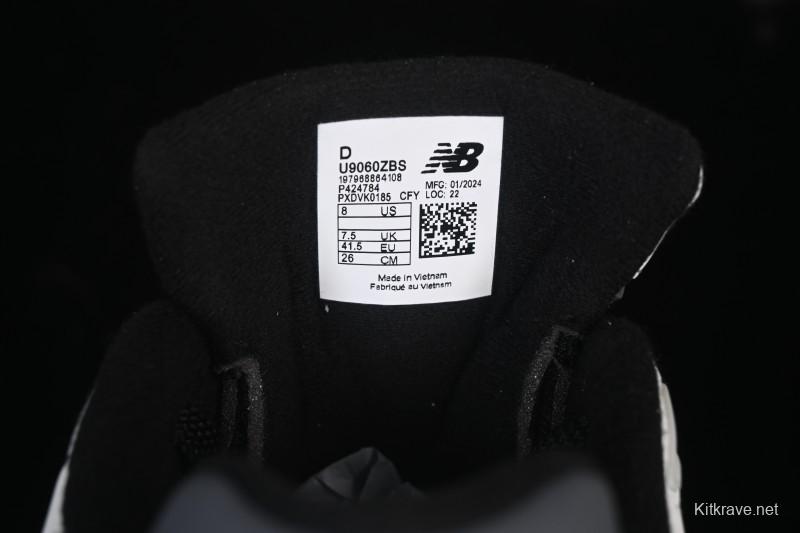 D
NB
U9060ZBS
197968864108
P424784
MFG: 01/2024
PXDVK0185 CFY LOC: 22
8 US
7.5 UK
41.5 EU
26 CM
Made in Vietnam
Fabriqué au Vietnam
Kitkrave.net